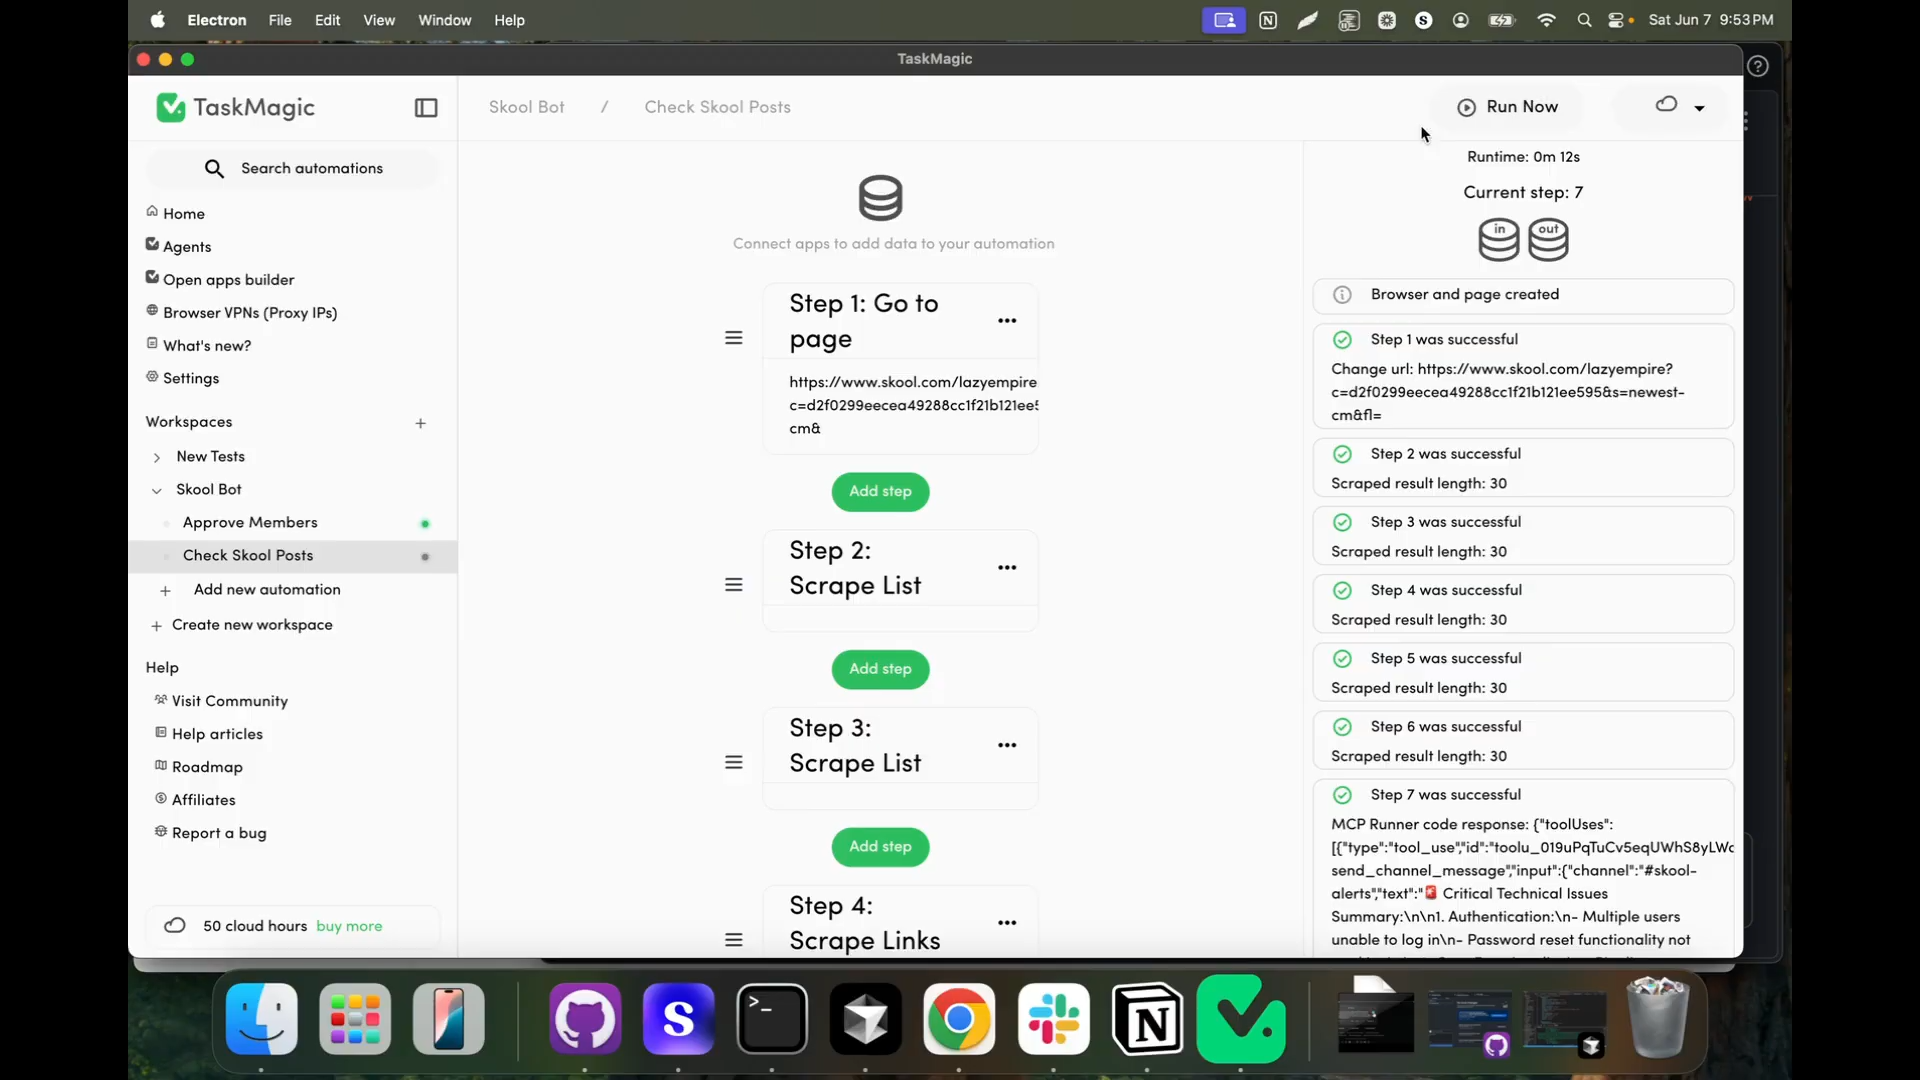 Electron File Edit View Window Help
Sat Jun 7 9:53 PM
TaskMagic
TaskMagic
Skool Bot / Check Skool Posts
Run Now
Search automations
Home
Agents
Open apps builder
Browser VPNs (Proxy IPs)
What's new?
Settings
Workspaces +
New Tests
Skool Bot
Approve Members
Check Skool Posts
+ Add new automation
+ Create new workspace
Help
Visit Community
Help articles
Roadmap
Affiliates
Report a bug
50 cloud hours buy more
Connect apps to add data to your automation
Step 1: Go to
page
https://www.skool.com/lazyempire
c=d2f0299eecea49288cc1f21b121ee5
cm&
Add step
Step 2:
Scrape List
Add step
Step 3:
Scrape List
Add step
Step 4:
Scrape Links
Runtime: 0m 12s
Current step: 7
in out
Browser and page created
Step 1 was successful
Change url: https://www.skool.com/lazyempire?
c=d2f0299eecea49288cc1f21b121ee595&s=newest-
cm&fl=
Step 2 was successful
Scraped result length: 30
Step 3 was successful
Scraped result length: 30
Step 4 was successful
Scraped result length: 30
Step 5 was successful
Scraped result length: 30
Step 6 was successful
Scraped result length: 30
Step 7 was successful
MCP Runner code response: {"toolUses":
[{"type":"tool_use","id":"toolu_019uPqTuCv5eqUWhS8yLW
send_channel_message","input":{"channel":"#skool-
alerts","text":"🚨 Critical Technical Issues
Summary:\n\n1. Authentication:\n- Multiple users
unable to log in\n- Password reset functionality not